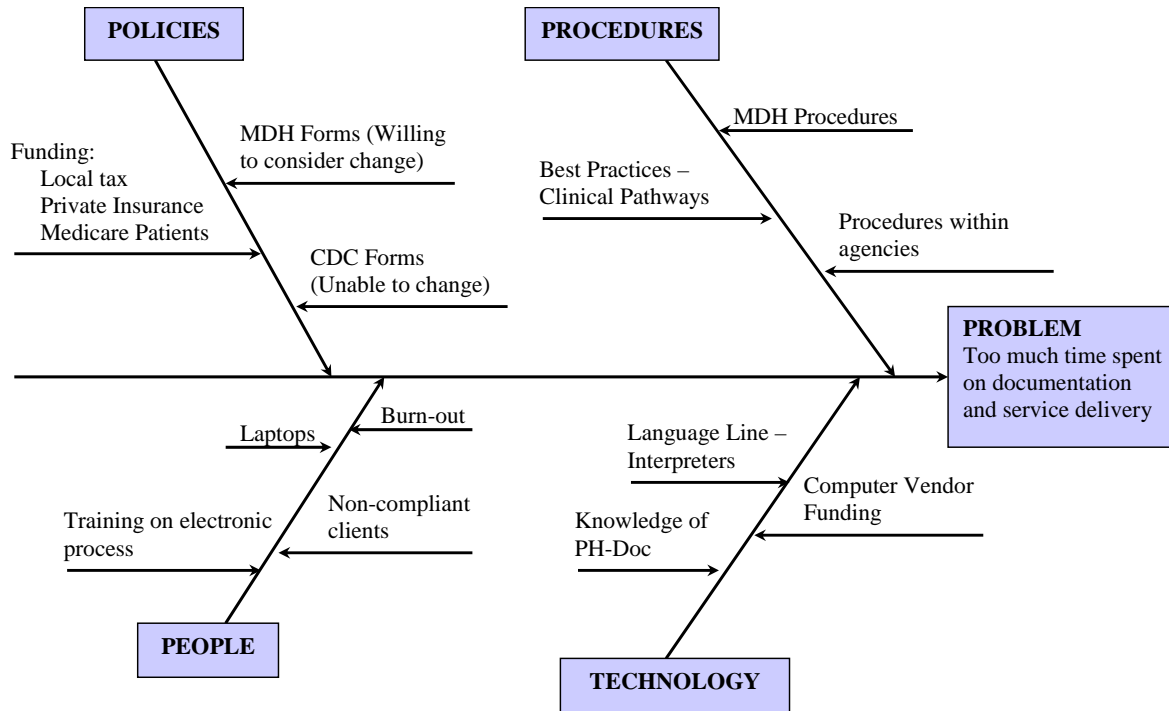 POLICIES
PROCEDURES
MDH Forms (Willing
to consider change)
Funding:
Local tax
Private Insurance
Medicare Patients
CDC Forms
(Unable to change)
MDH Procedures
Best Practices –
Clinical Pathways
Procedures within
agencies
PROBLEM
Too much time spent
on documentation
and service delivery
Burn-out
Laptops
Non-compliant
clients
Training on electronic
process
PEOPLE
Language Line –
Interpreters
Computer Vendor
Funding
Knowledge of
PH-Doc
TECHNOLOGY